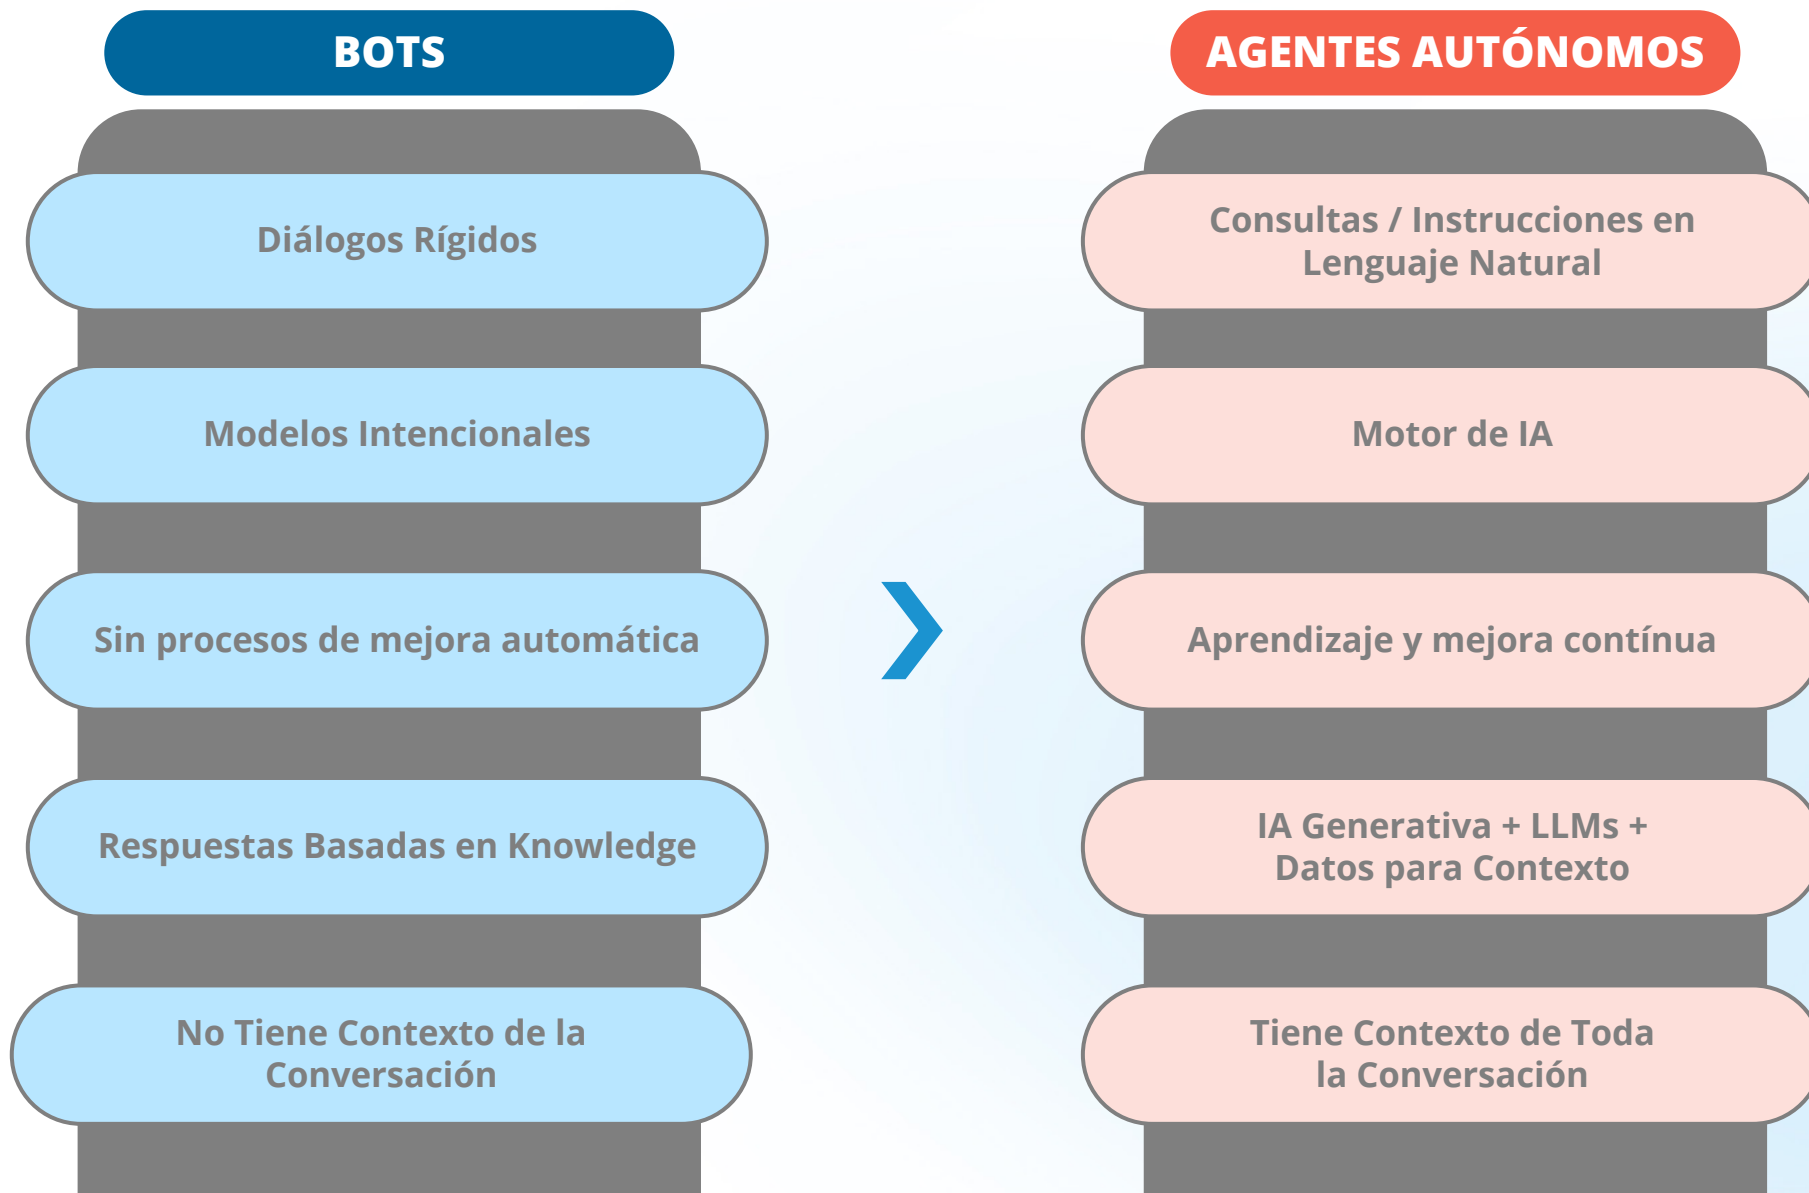 BOTS
Diálogos Rígidos
Modelos Intencionales
Sin procesos de mejora automática
Respuestas Basadas en Knowledge
No Tiene Contexto de la
Conversación
AGENTES AUTÓNOMOS
Consultas / Instrucciones en
Lenguaje Natural
Motor de IA
Aprendizaje y mejora contínua
IA Generativa + LLMs +
Datos para Contexto
Tiene Contexto de Toda
la Conversación